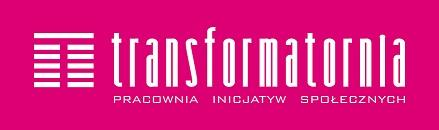 transformatornia
PRACOWNIA INICJATYW SPOŁECZNYCH